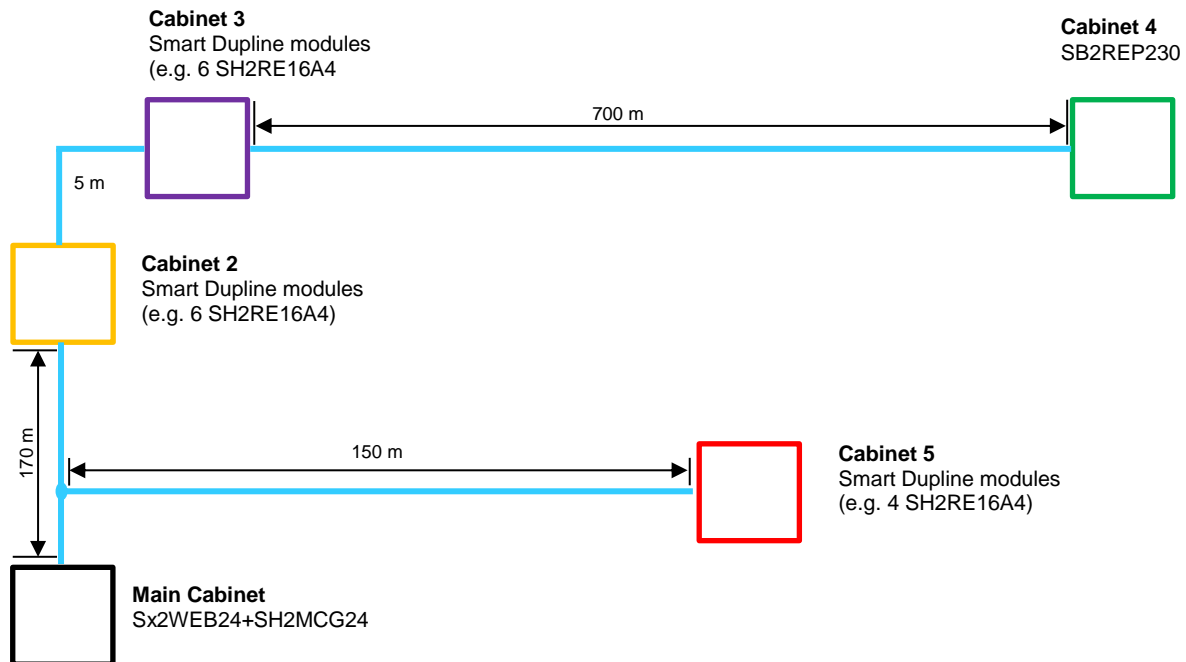 Cabinet 3
Smart Dupline modules
(e.g. 6 SH2RE16A4
Cabinet 4
SB2REP230
700 m
5 m
Cabinet 2
Smart Dupline modules
(e.g. 6 SH2RE16A4)
170 m
150 m
Cabinet 5
Smart Dupline modules
(e.g. 4 SH2RE16A4)
Main Cabinet
Sx2WEB24+SH2MCG24